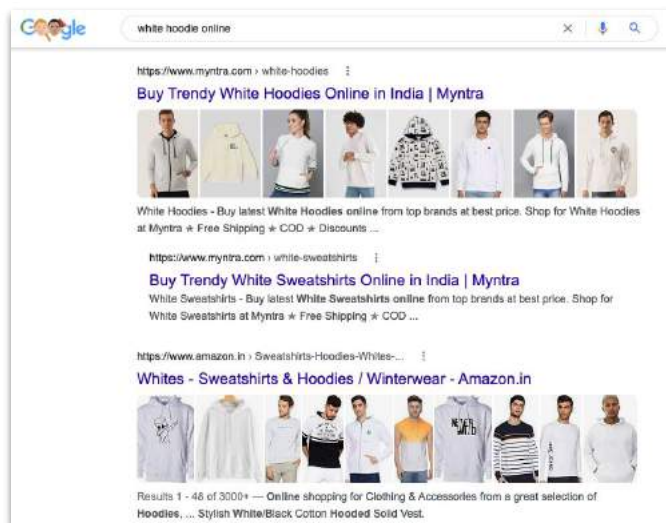 Google
white hoodie online
https://www.myntra.com › white-hoodies
Buy Trendy White Hoodies Online in India | Myntra
White Hoodies - Buy latest White Hoodies online from top brands at best price. Shop for White Hoodies
at Myntra ★ Free Shipping ★ COD ★ Discounts ...
https://www.myntra.com › white-sweatshirts
Buy Trendy White Sweatshirts Online in India | Myntra
White Sweatshirts - Buy latest White Sweatshirts online from top brands at best price. Shop for
White Sweatshirts at Myntra ★ Free Shipping ★ COD ...
https://www.amazon.in › Sweatshirts-Hoodies-Whites-...
Whites - Sweatshirts & Hoodies / Winterwear - Amazon.in
Results 1 - 48 of 3000+ — Online shopping for Clothing & Accessories from a great selection of
Hoodies, ... Stylish White/Black Cotton Hooded Solid Vest.